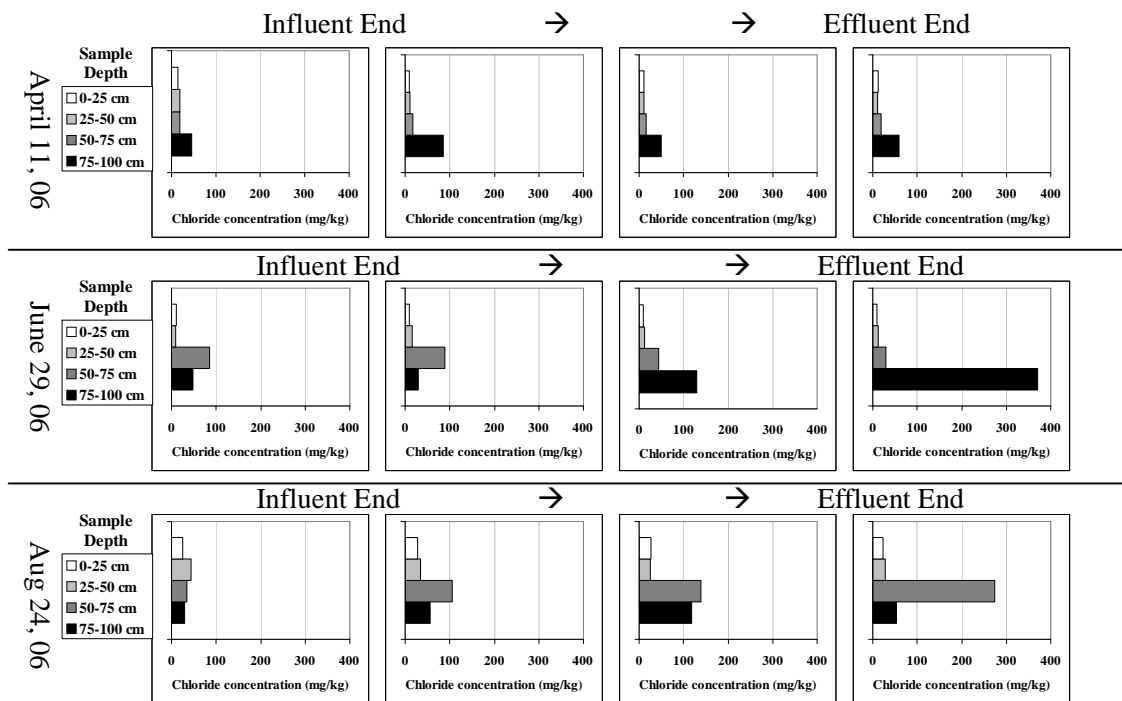 Influent End → → Effluent End
April 11, 06
Sample
Depth
0-25 cm
25-50 cm
50-75 cm
75-100 cm
0 100 200 300 400
Chloride concentration (mg/kg)
0 100 200 300 400
Chloride concentration (mg/kg)
0 100 200 300 400
Chloride concentration (mg/kg)
0 100 200 300 400
Chloride concentration (mg/kg)
Influent End → → Effluent End
June 29, 06
Sample
Depth
0-25 cm
25-50 cm
50-75 cm
75-100 cm
0 100 200 300 400
Chloride concentration (mg/kg)
0 100 200 300 400
Chloride concentration (mg/kg)
0 100 200 300 400
Chloride concentration (mg/kg)
0 100 200 300 400
Chloride concentration (mg/kg)
Influent End → → Effluent End
Aug 24, 06
Sample
Depth
0-25 cm
25-50 cm
50-75 cm
75-100 cm
0 100 200 300 400
Chloride concentration (mg/kg)
0 100 200 300 400
Chloride concentration (mg/kg)
0 100 200 300 400
Chloride concentration (mg/kg)
0 100 200 300 400
Chloride concentration (mg/kg)